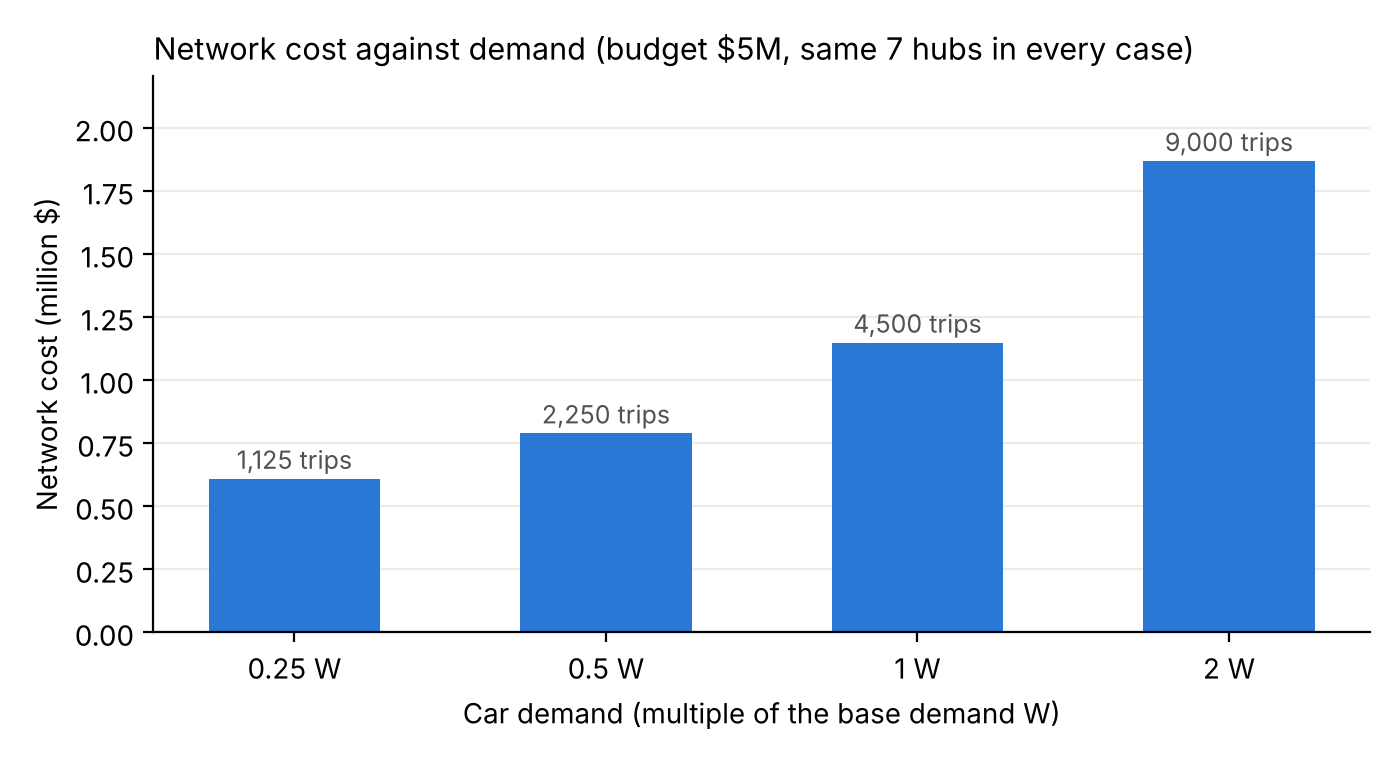 Network cost against demand (budget $5M, same 7 hubs in every case)
Network cost (million $)
2.00
1.75
1.50
1.25
1.00
0.75
0.50
0.25
0.00
1,125 trips
2,250 trips
4,500 trips
9,000 trips
0.25 W
0.5 W
1 W
2 W
Car demand (multiple of the base demand W)